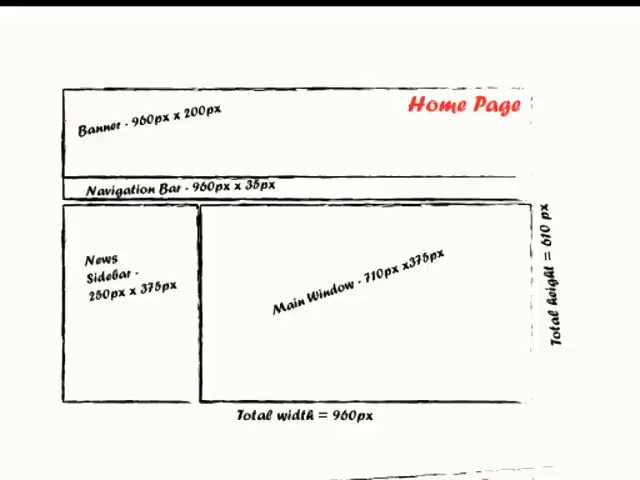 Home Page
Banner - 960px x 200px
Navigation Bar - 960px x 35px
News
Sidebar -
250px x 375px
Main Window - 710px x375px
Total height = 610 px
Total width = 960px